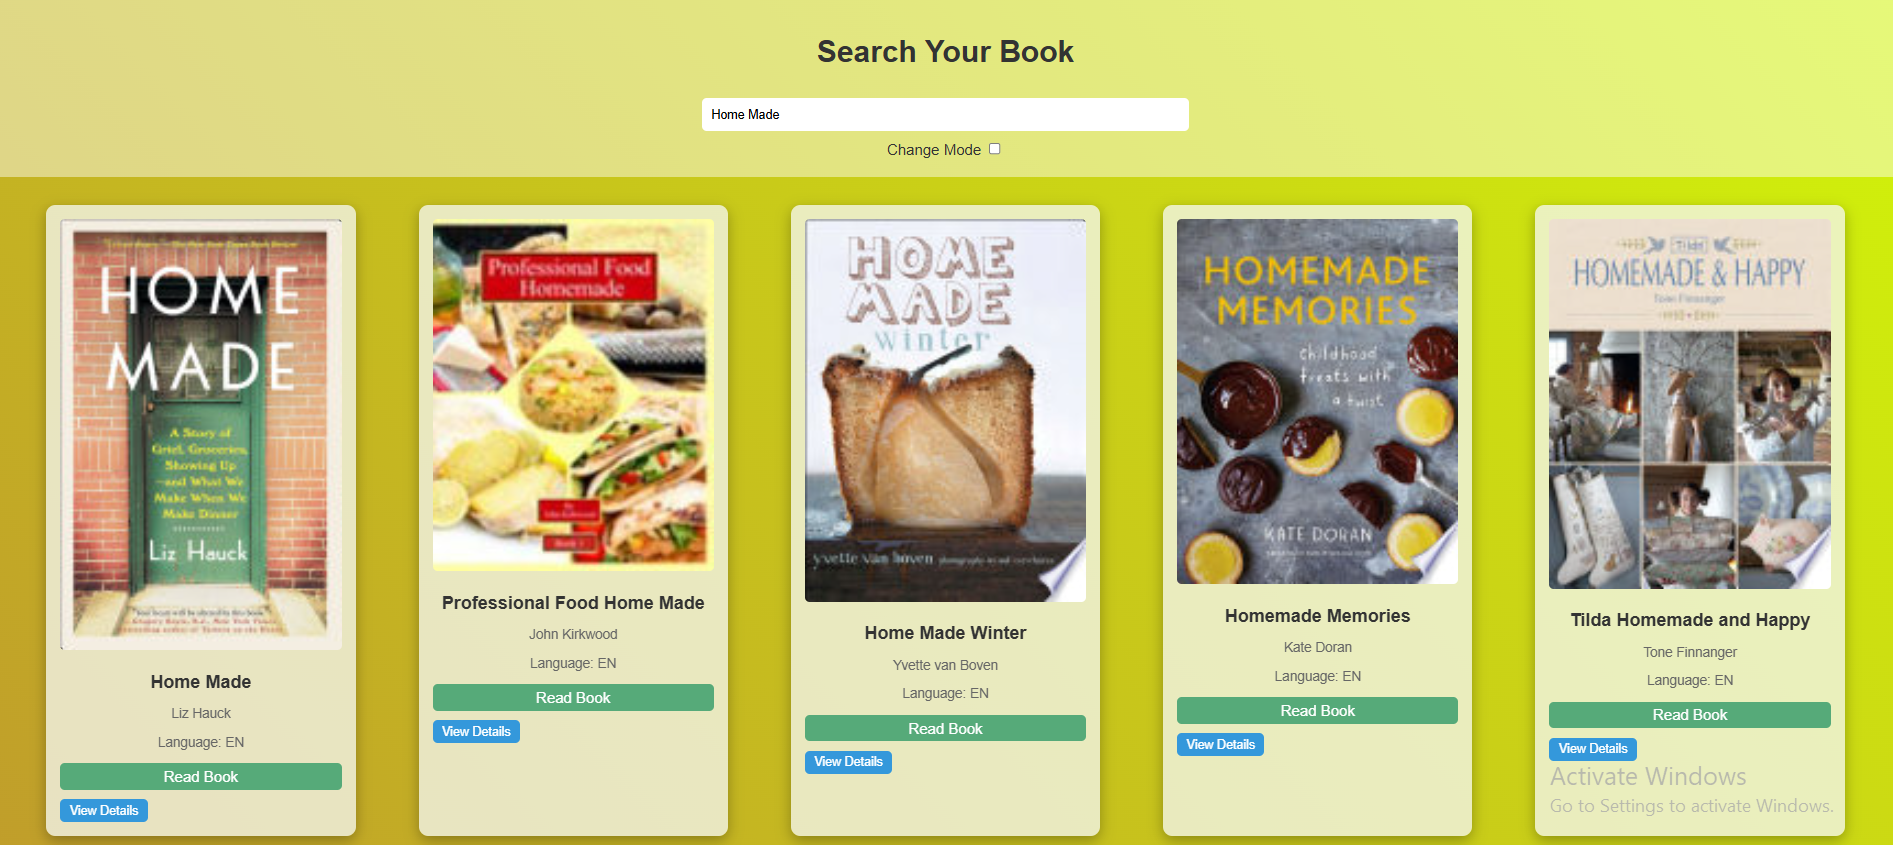 Search Your Book
Home Made
Change Mode
HOME
MADE
A Story of
Grief, Groceries,
Showing Up
—and What We
Make When We
Make Dinner
Liz Hauck
Home Made
Liz Hauck
Language: EN
Read Book
View Details
Professional Food
Homemade
By
John Kirkwood
Book 1
Professional Food Home Made
John Kirkwood
Language: EN
Read Book
View Details
HOME
MADE
winter
yvette van boven
Home Made Winter
Yvette van Boven
Language: EN
Read Book
View Details
HOMEMADE
MEMORIES
childhood
treats with
a twist
KATE DORAN
Homemade Memories
Kate Doran
Language: EN
Read Book
View Details
Tilda
HOMEMADE & HAPPY
Tone Finnanger
Tilda Homemade and Happy
Tone Finnanger
Language: EN
Read Book
View Details
Activate Windows
Go to Settings to activate Windows.